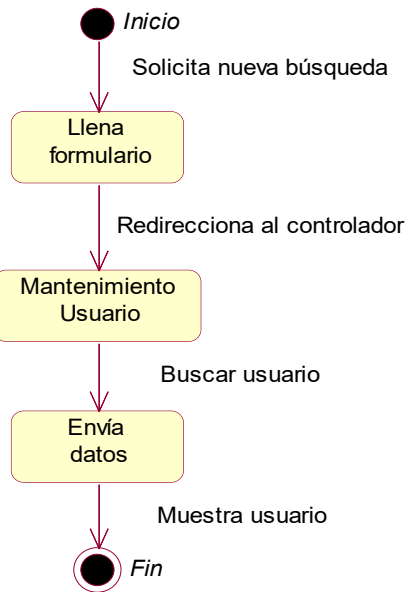 Inicio
Solicita nueva búsqueda
Llena
formulario
Redirecciona al controlador
Mantenimiento
Usuario
Buscar usuario
Envía
datos
Muestra usuario
Fin